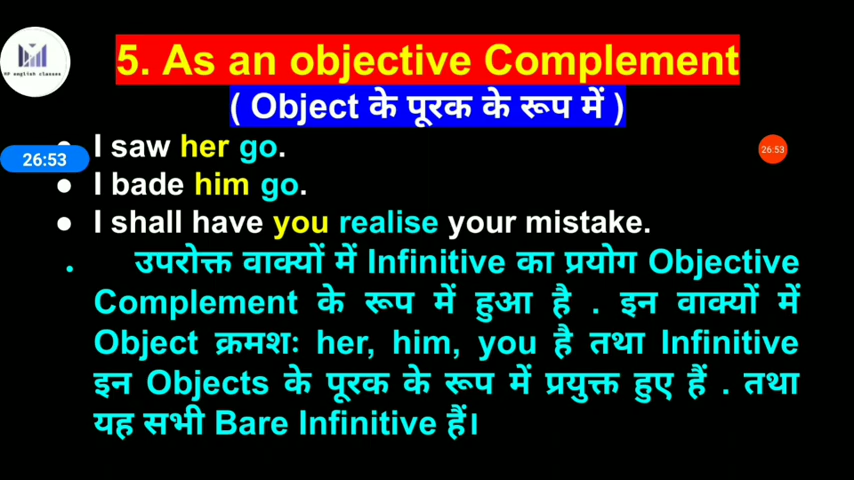 5. As an objective Complement
( Object के पूरक के रूप में )
● I saw her go.
26:53
26:53
● I bade him go.
● I shall have you realise your mistake.
. उपरोक्त वाक्यों में Infinitive का प्रयोग Objective
Complement के रूप में हुआ है . इन वाक्यों में
Object क्रमशः her, him, you है तथा Infinitive
इन Objects के पूरक के रूप में प्रयुक्त हुए हैं . तथा
यह सभी Bare Infinitive हैं।